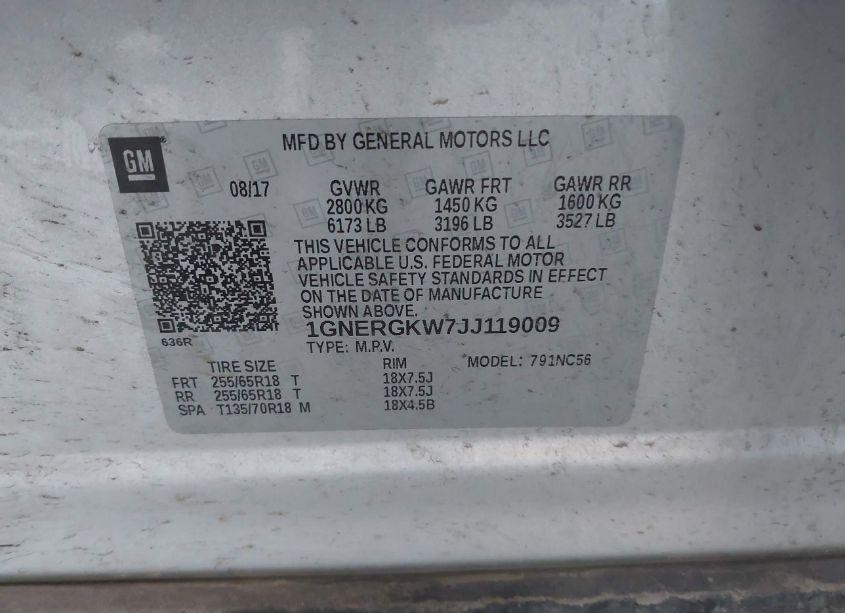 MFD BY GENERAL MOTORS LLC
GM
08/17 GVWR GAWR FRT GAWR RR
2800 KG 1450 KG 1600 KG
6173 LB 3196 LB 3527 LB
THIS VEHICLE CONFORMS TO ALL
APPLICABLE U.S. FEDERAL MOTOR
VEHICLE SAFETY STANDARDS IN EFFECT
ON THE DATE OF MANUFACTURE
SHOWN ABOVE.
1GNERGKW7JJ119009
636R
TYPE: M.P.V. *MODEL: 791NC56
TIRE SIZE RIM
FRT 255/65R18 T 18X7.5J
RR 255/65R18 T 18X7.5J
SPA T135/70R18 M 18X4.5B